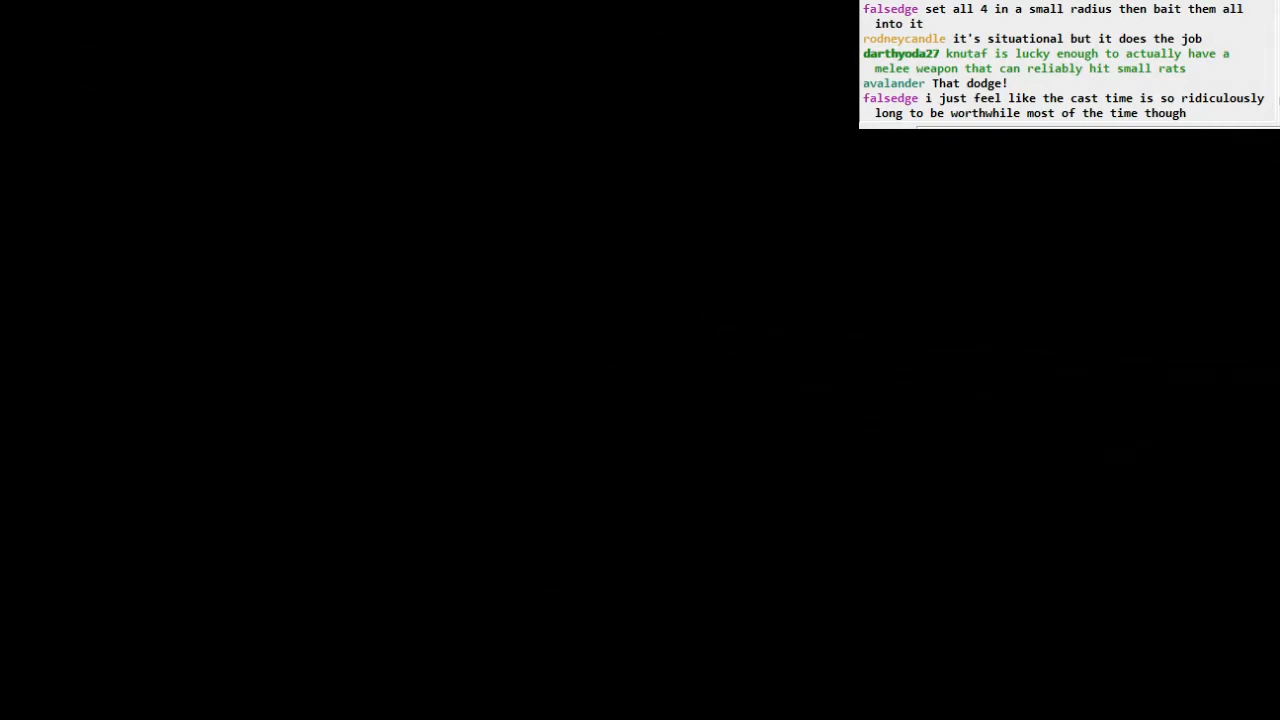 falsedge set all 4 in a small radius then bait them all
into it
rodneycandle it's situational but it does the job
darthyoda27 knutaf is lucky enough to actually have a
melee weapon that can reliably hit small rats
avalander That dodge!
falsedge i just feel like the cast time is so ridiculously
long to be worthwhile most of the time though